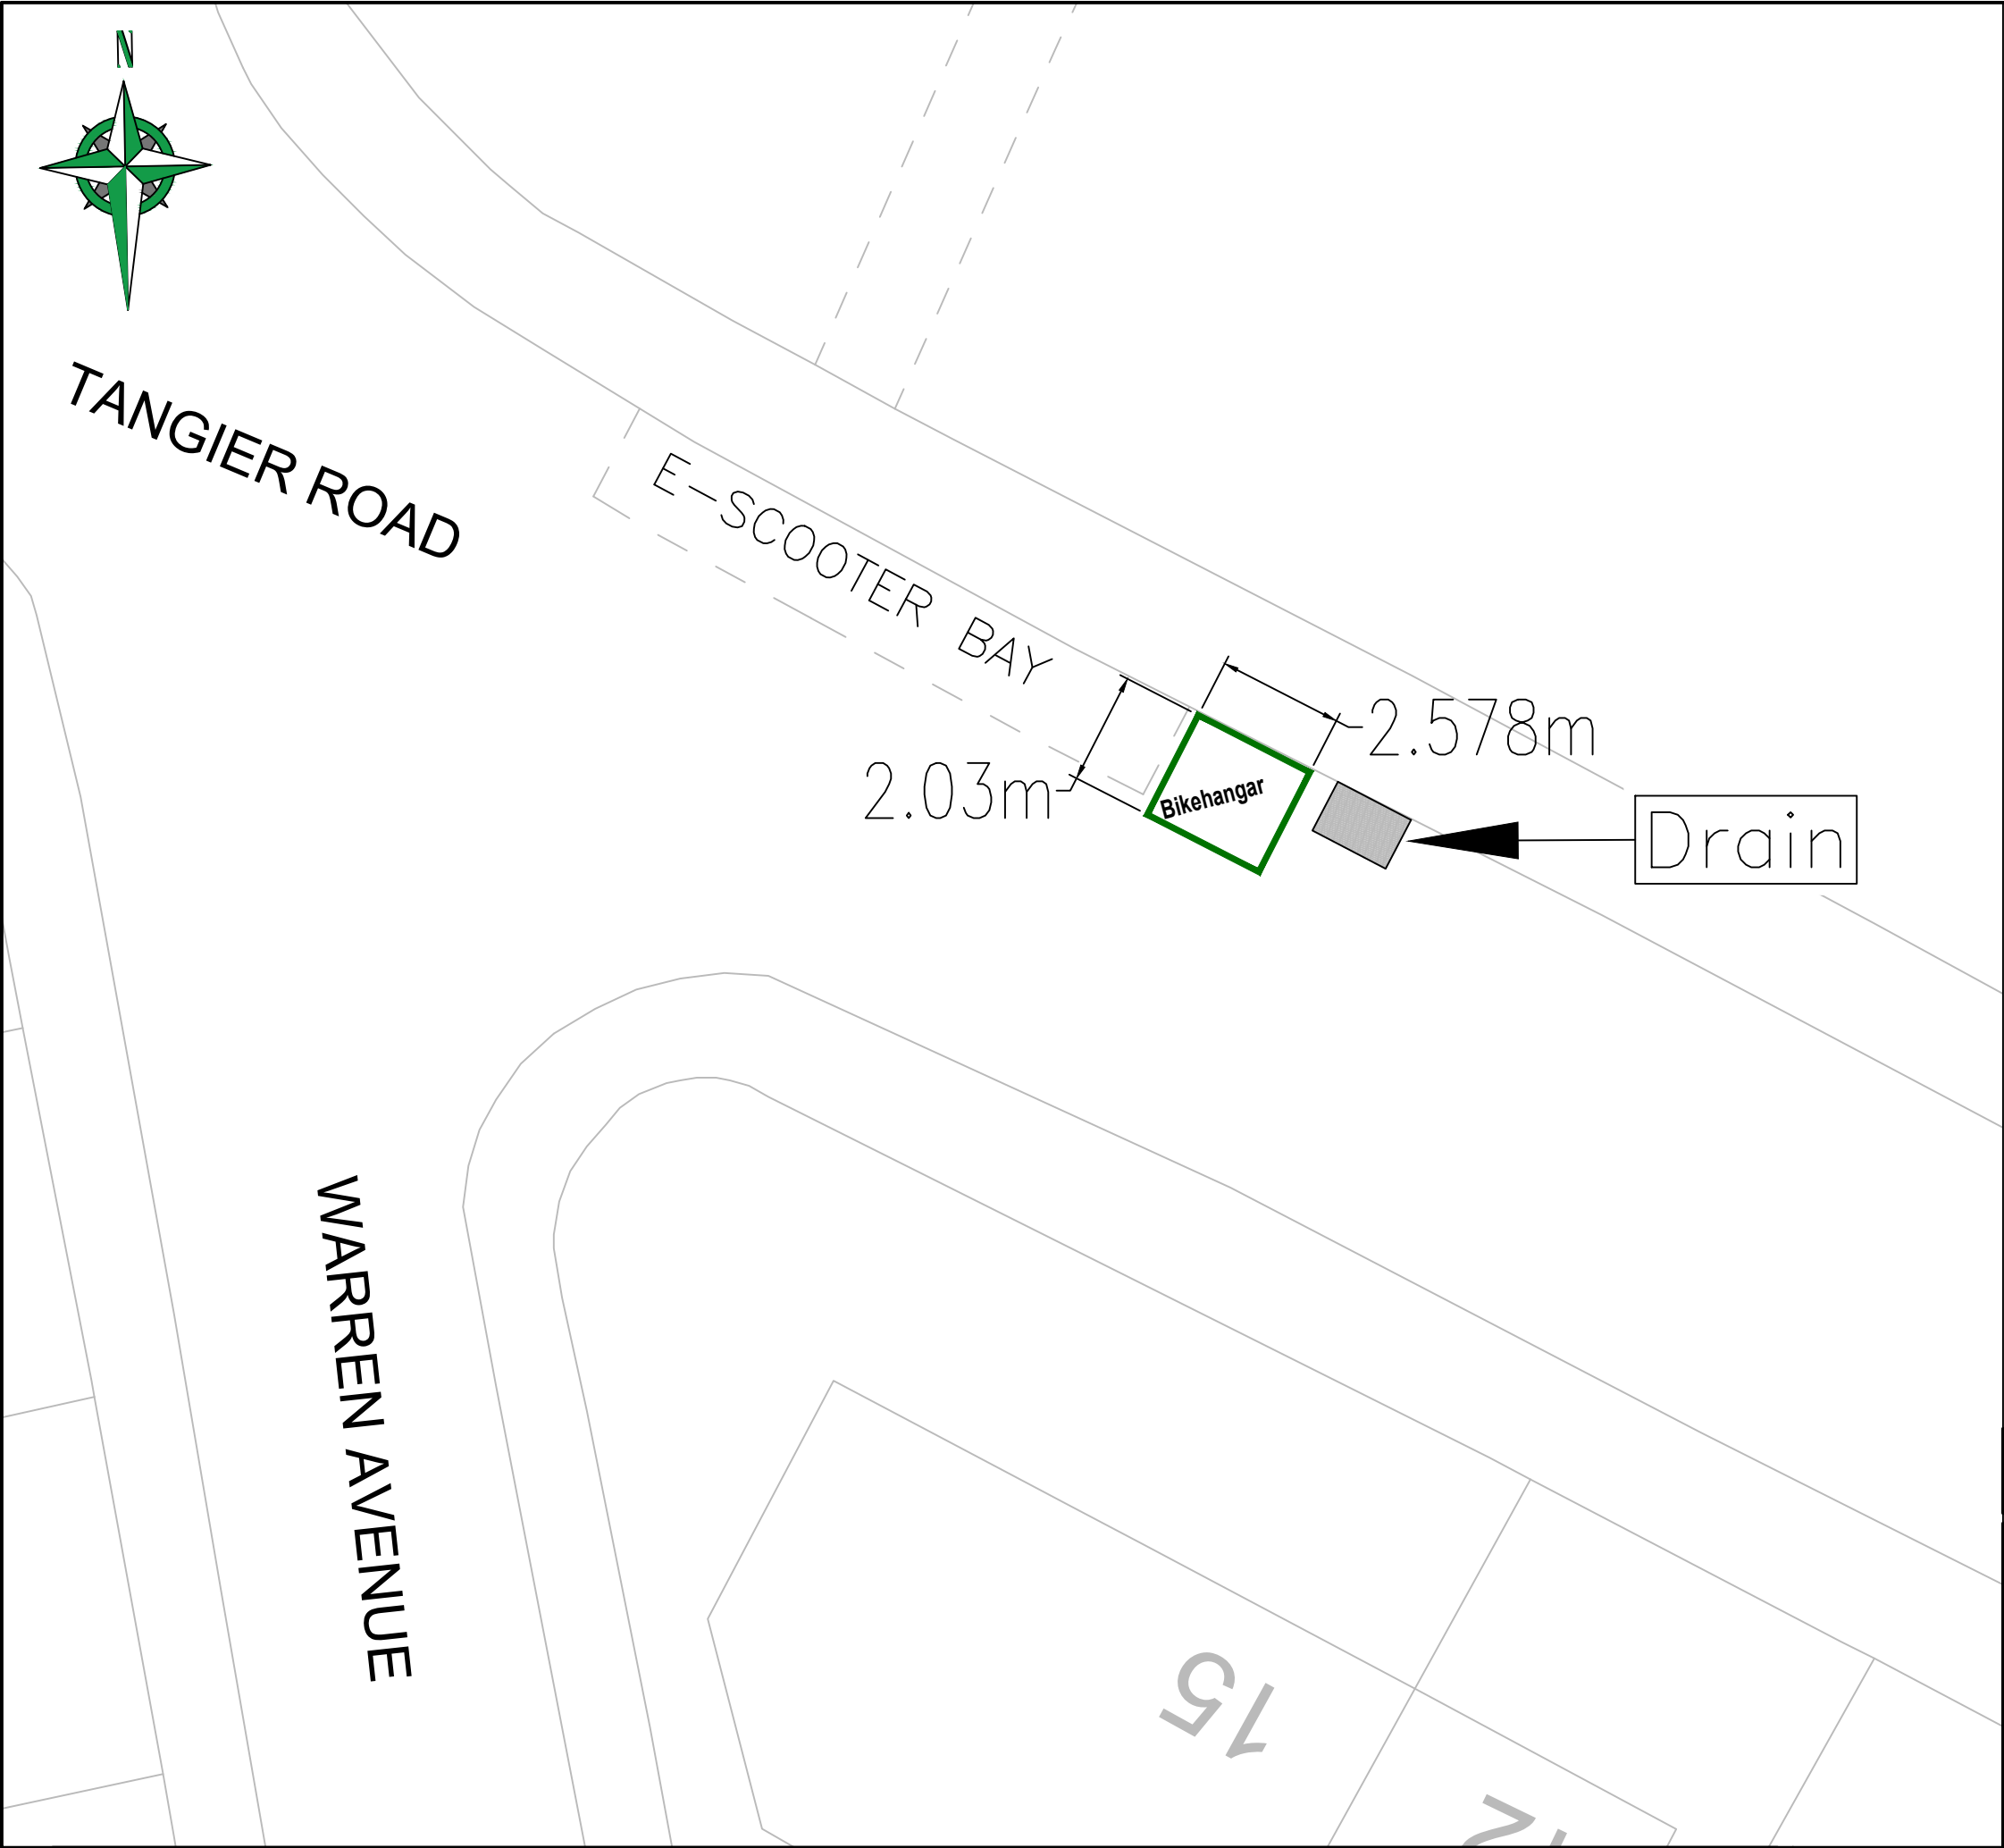 N
TANGIER ROAD
E-SCOOTER BAY
2.578m
2.03m
Bikehangar
Drain
WARREN AVENUE
15